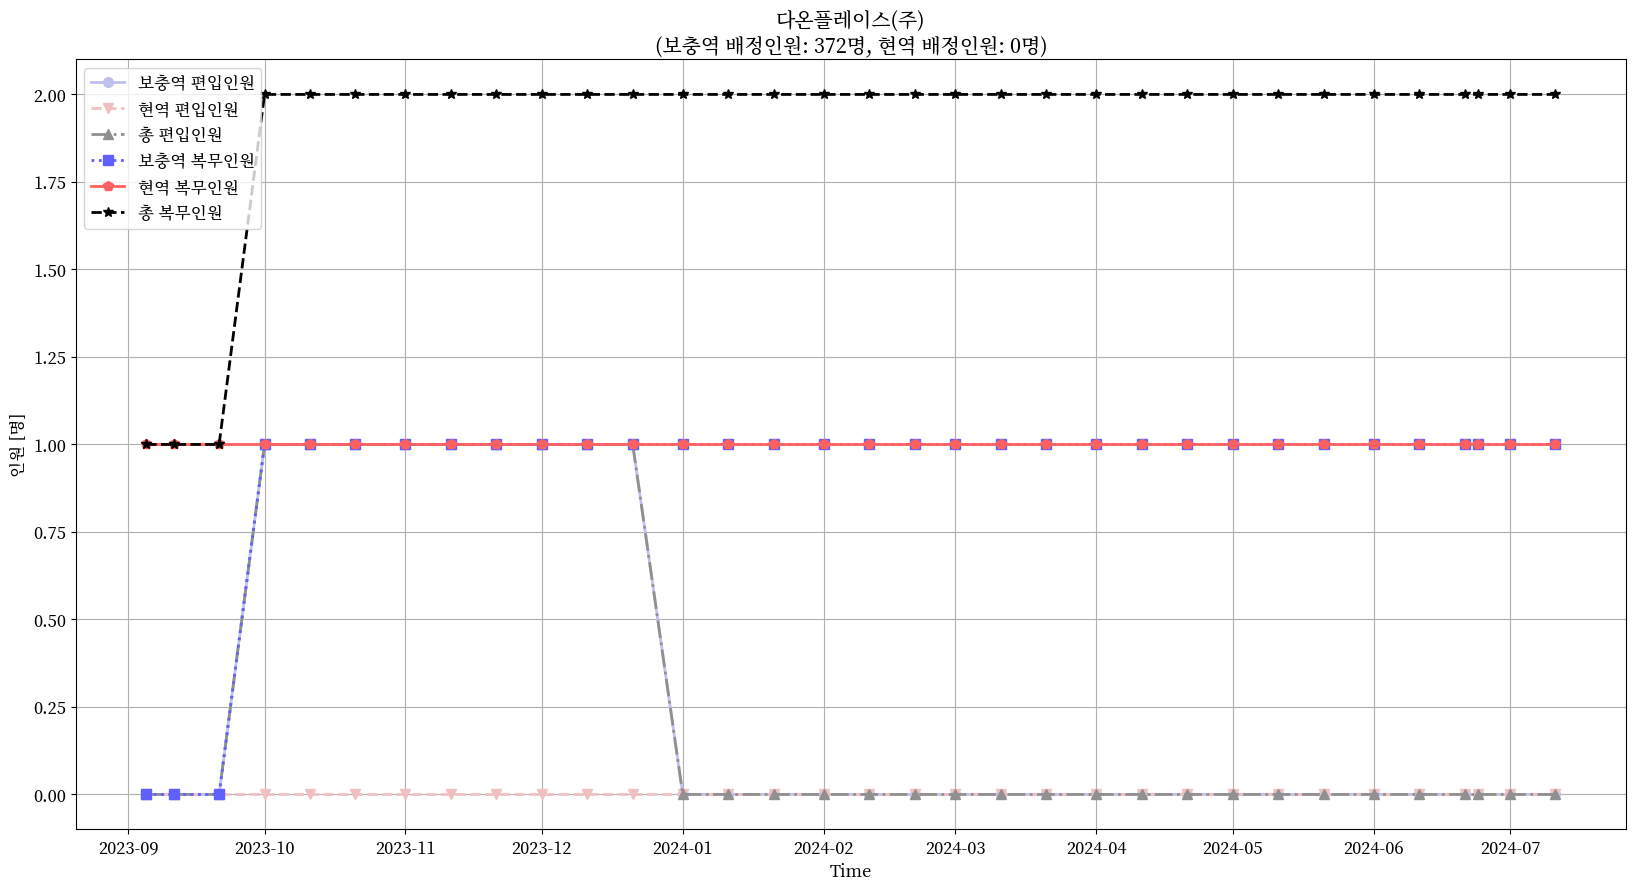 다온플레이스(주)
(보충역 배정인원: 372명, 현역 배정인원: 0명)
보충역 편입인원
현역 편입인원
총 편입인원
보충역 복무인원
현역 복무인원
총 복무인원
2.00
1.75
1.50
1.25
1.00
0.75
0.50
0.25
0.00
인원 [명]
2023-09 2023-10 2023-11 2023-12 2024-01 2024-02 2024-03 2024-04 2024-05 2024-06 2024-07
Time